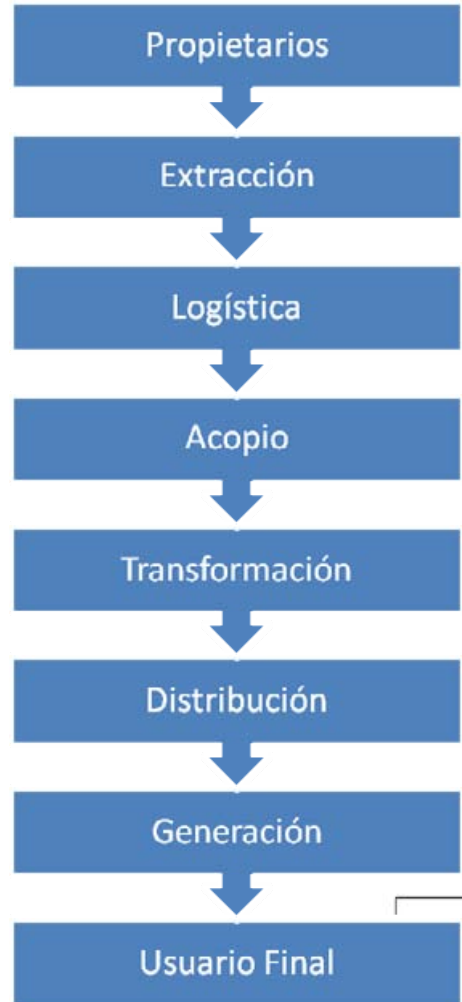 Propietarios
Extracción
Logística
Acopio
Transformación
Distribución
Generación
Usuario Final